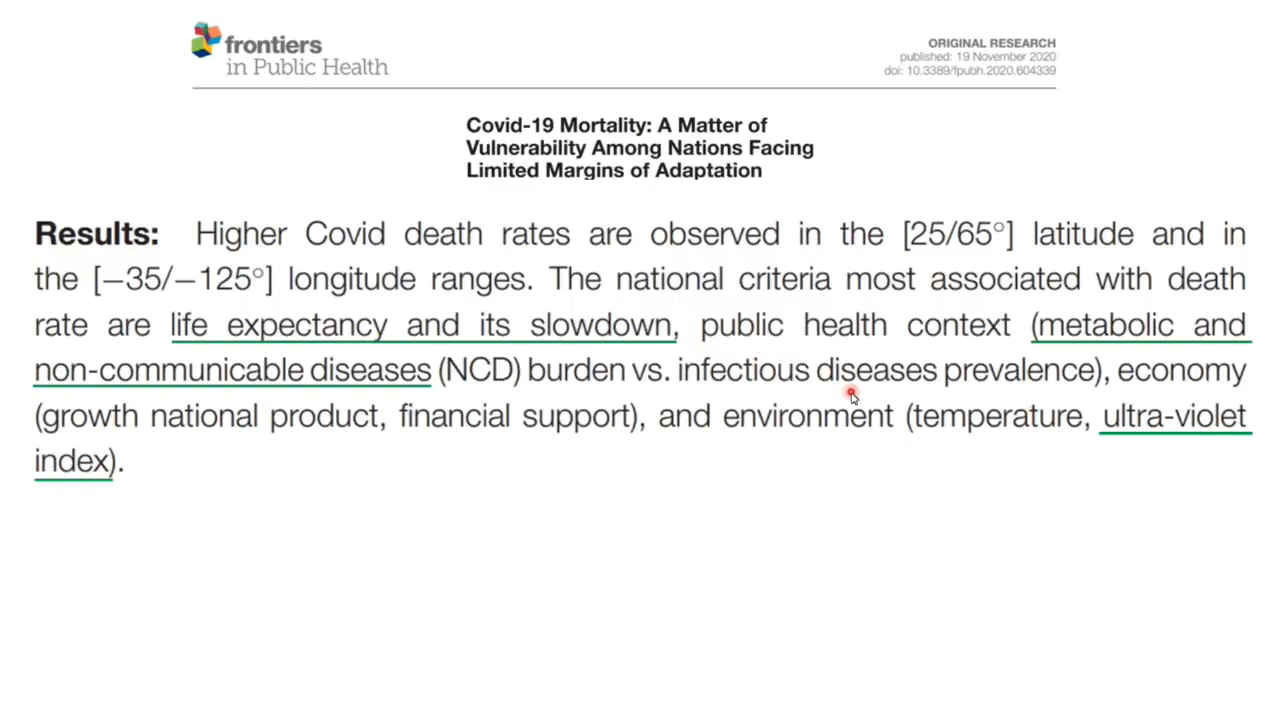 frontiers
in Public Health
ORIGINAL RESEARCH
published: 19 November 2020
doi: 10.3389/fpubh.2020.604339
Covid-19 Mortality: A Matter of
Vulnerability Among Nations Facing
Limited Margins of Adaptation
Results: Higher Covid death rates are observed in the [25/65°] latitude and in
the [−35/−125°] longitude ranges. The national criteria most associated with death
rate are life expectancy and its slowdown, public health context (metabolic and
non-communicable diseases (NCD) burden vs. infectious diseases prevalence), economy
(growth national product, financial support), and environment (temperature, ultra-violet
index).